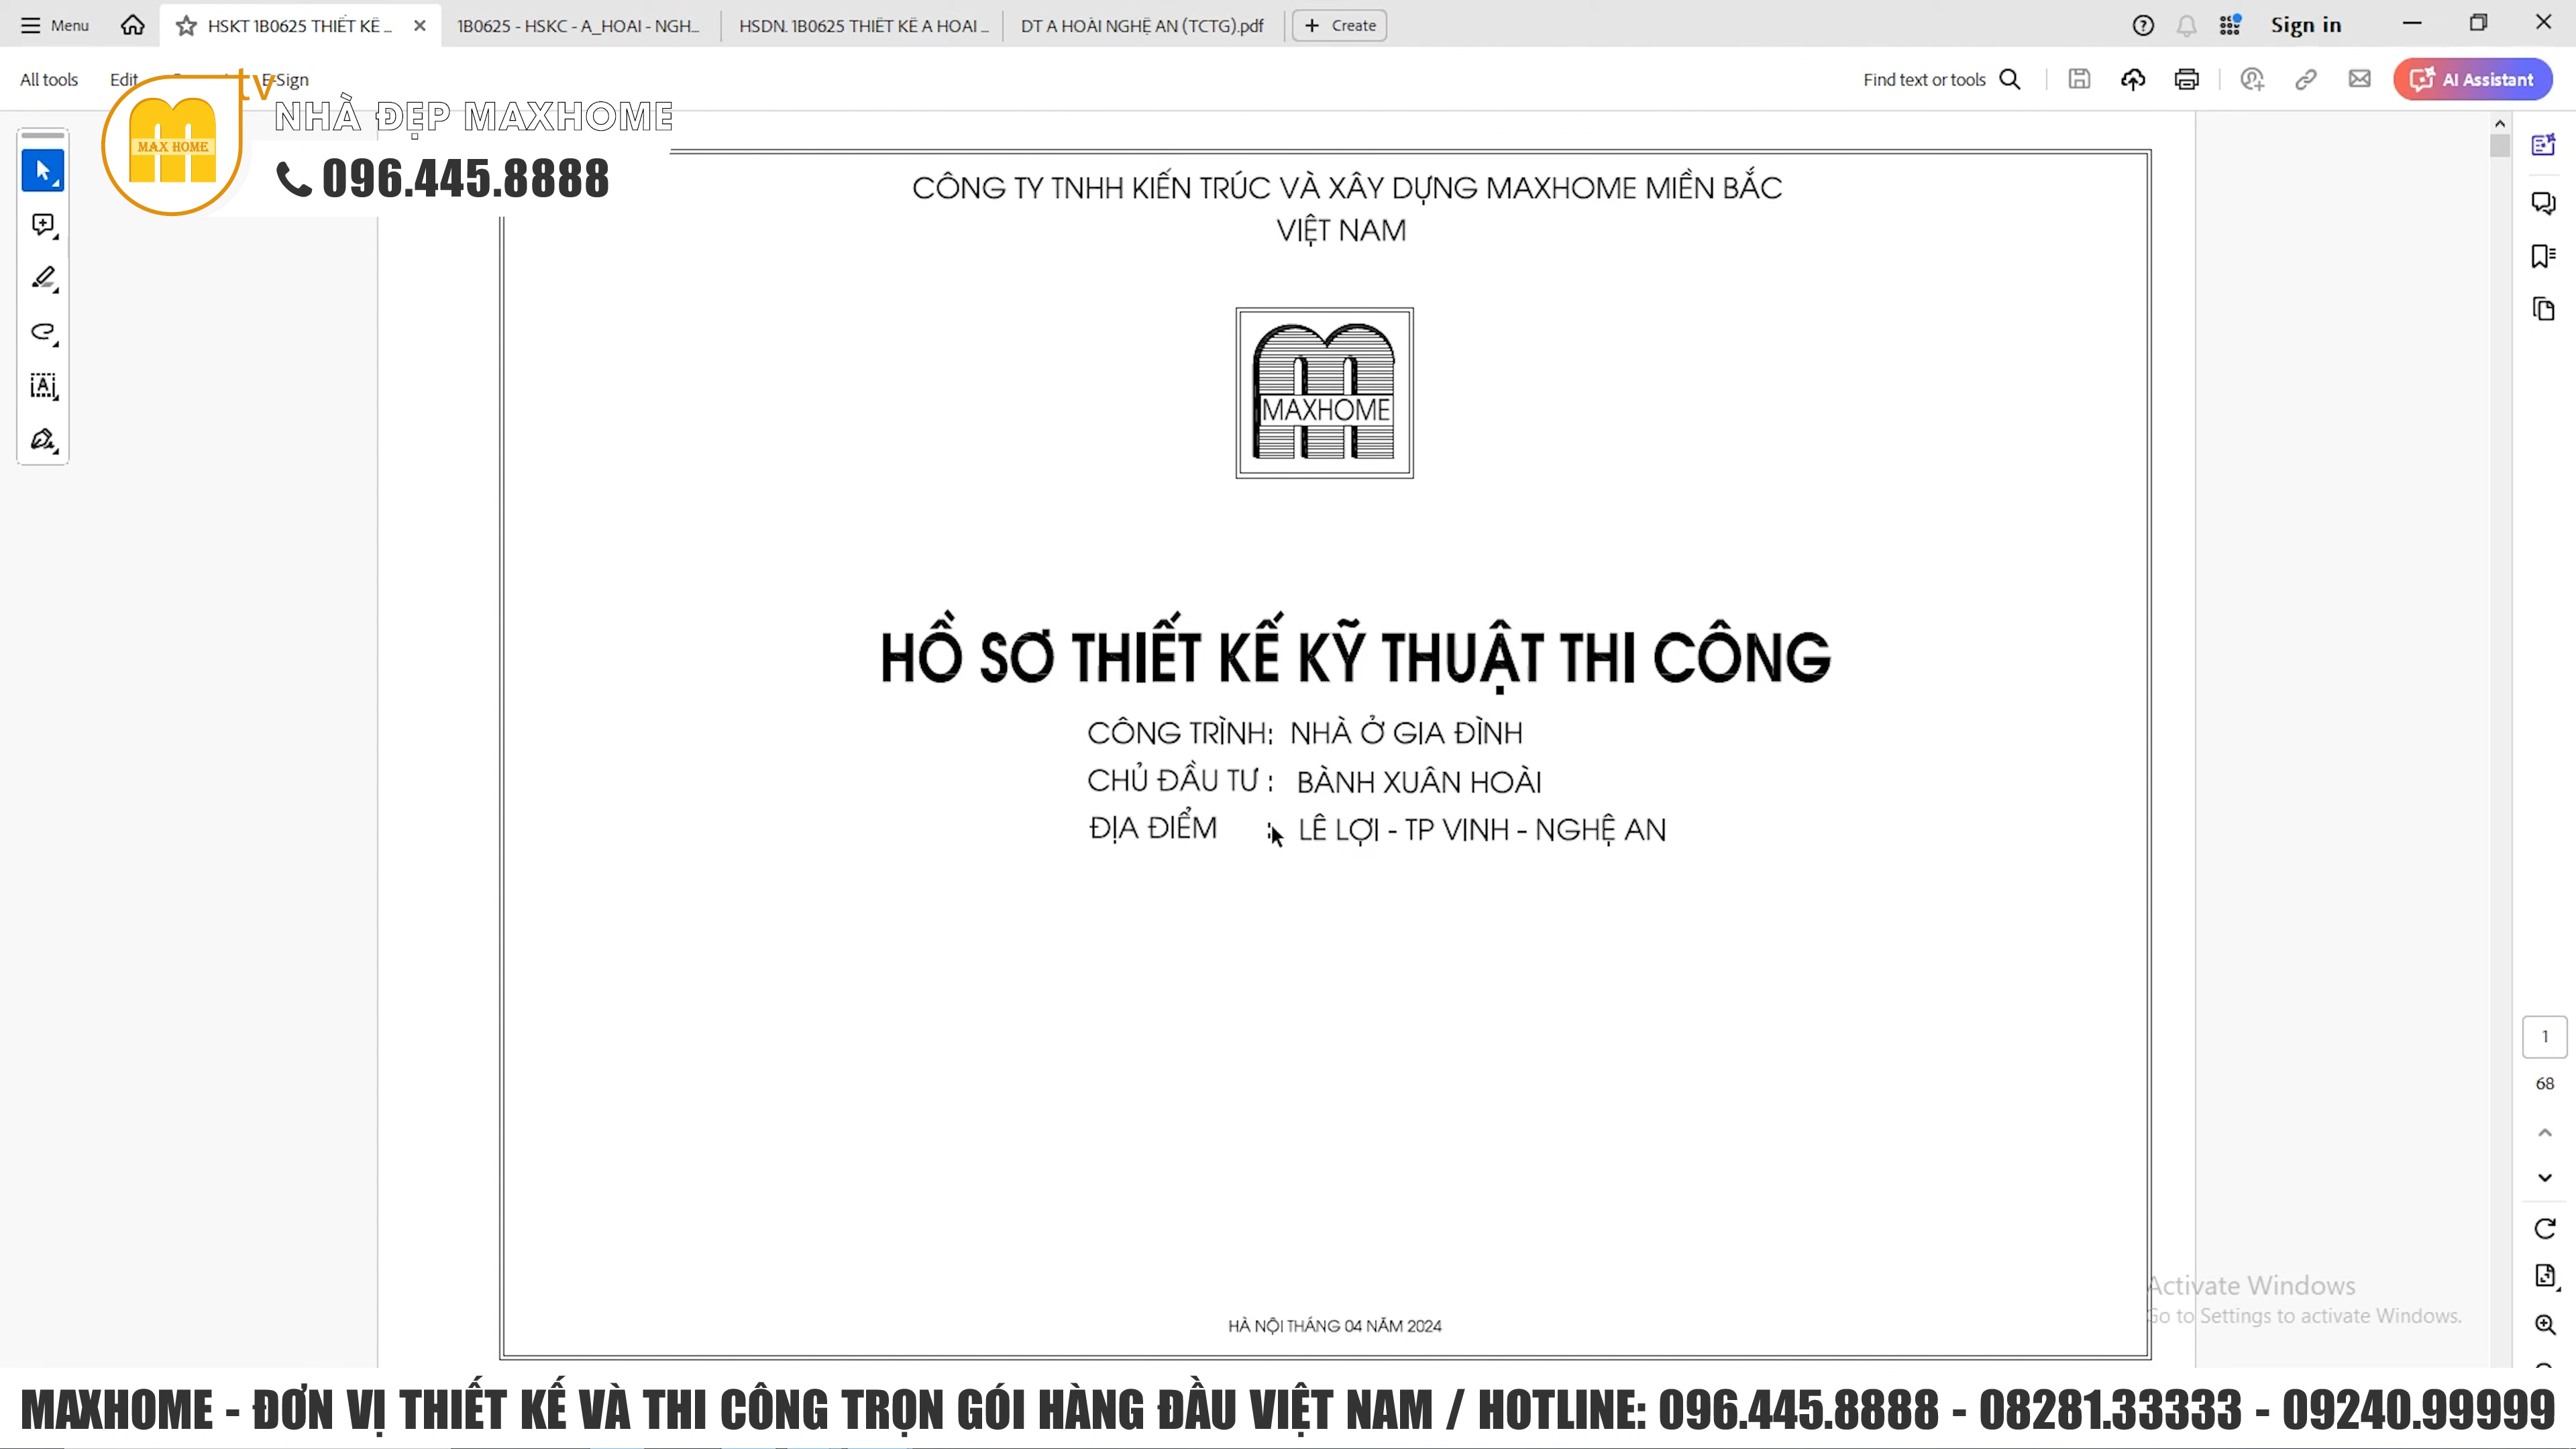 Menu
HSKT 1B0625 THIẾT KẾ ...
1B0625 - HSKC - A_HOAI - NGH...
HSDN. 1B0625 THIẾT KẾ A HOAI ...
DT A HOÀI NGHỆ AN (TCTG).pdf
Create
Sign in
All tools
Edit
E-Sign
Find text or tools
AI Assistant
tv
MAX HOME
NHÀ ĐẸP MAXHOME
096.445.8888
CÔNG TY TNHH KIẾN TRÚC VÀ XÂY DỰNG MAXHOME MIỀN BẮC
VIỆT NAM
MAXHOME
HỒ SƠ THIẾT KẾ KỸ THUẬT THI CÔNG
CÔNG TRÌNH: NHÀ Ở GIA ĐÌNH
CHỦ ĐẦU TƯ : BÀNH XUÂN HOÀI
ĐỊA ĐIỂM : LÊ LỢI - TP VINH - NGHỆ AN
1
68
Activate Windows
Go to Settings to activate Windows.
HÀ NỘI THÁNG 04 NĂM 2024
MAXHOME - ĐƠN VỊ THIẾT KẾ VÀ THI CÔNG TRỌN GÓI HÀNG ĐẦU VIỆT NAM / HOTLINE: 096.445.8888 - 08281.33333 - 09240.99999